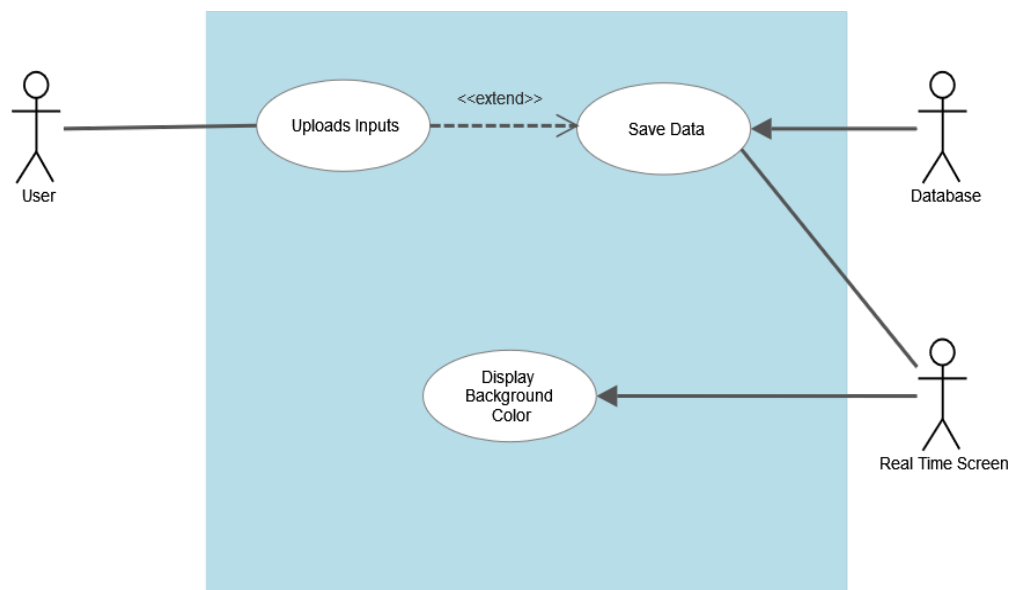 <<extend>>
Uploads Inputs
Save Data
User
Database
Display
Background
Color
Real Time Screen